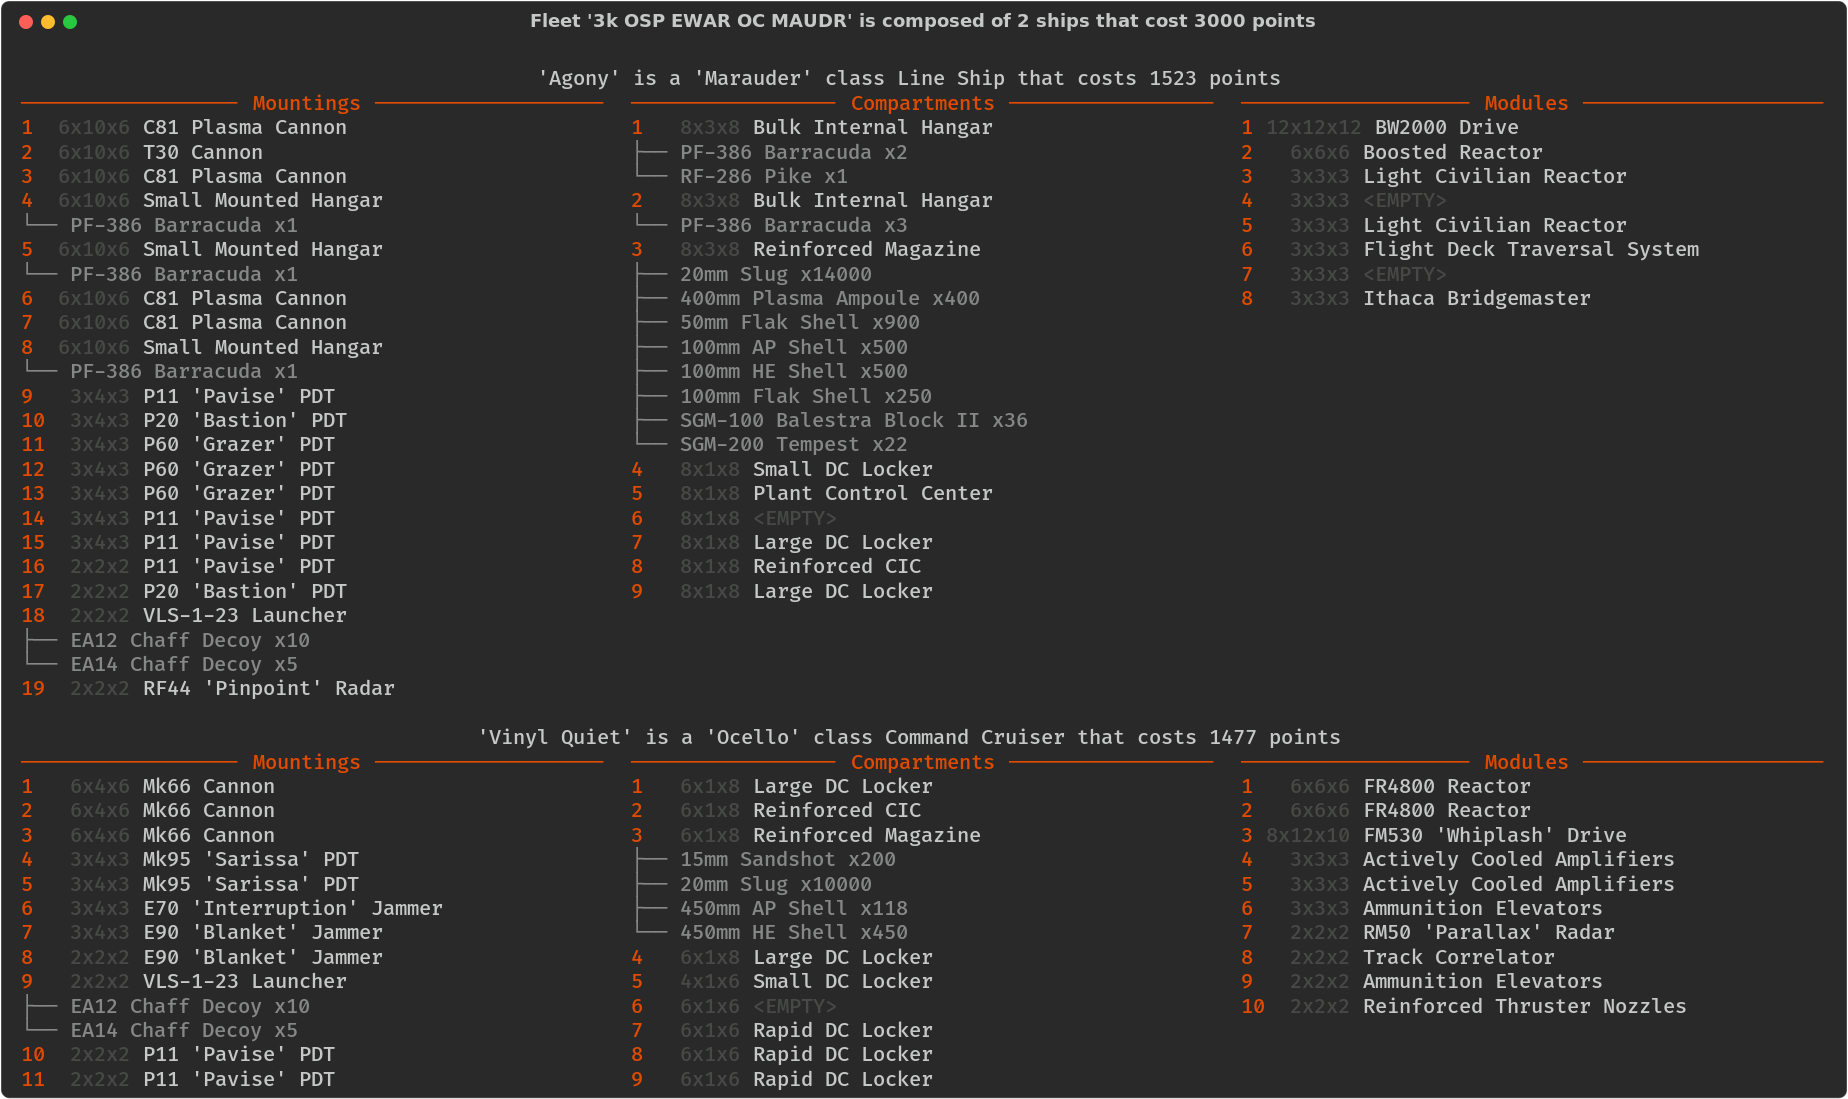 Fleet '3k OSP EWAR OC MAUDR' is composed of 2 ships that cost 3000 points
'Agony' is a 'Marauder' class Line Ship that costs 1523 points
Mountings
1 6x10x6 C81 Plasma Cannon
2 6x10x6 T30 Cannon
3 6x10x6 C81 Plasma Cannon
4 6x10x6 Small Mounted Hangar
└── PF-386 Barracuda x1
5 6x10x6 Small Mounted Hangar
└── PF-386 Barracuda x1
6 6x10x6 C81 Plasma Cannon
7 6x10x6 C81 Plasma Cannon
8 6x10x6 Small Mounted Hangar
└── PF-386 Barracuda x1
9 3x4x3 P11 'Pavise' PDT
10 3x4x3 P20 'Bastion' PDT
11 3x4x3 P60 'Grazer' PDT
12 3x4x3 P60 'Grazer' PDT
13 3x4x3 P60 'Grazer' PDT
14 3x4x3 P11 'Pavise' PDT
15 3x4x3 P11 'Pavise' PDT
16 2x2x2 P11 'Pavise' PDT
17 2x2x2 P20 'Bastion' PDT
18 2x2x2 VLS-1-23 Launcher
├── EA12 Chaff Decoy x10
└── EA14 Chaff Decoy x5
19 2x2x2 RF44 'Pinpoint' Radar
Compartments
1 8x3x8 Bulk Internal Hangar
├── PF-386 Barracuda x2
└── RF-286 Pike x1
2 8x3x8 Bulk Internal Hangar
└── PF-386 Barracuda x3
3 8x3x8 Reinforced Magazine
├── 20mm Slug x14000
├── 400mm Plasma Ampoule x400
├── 50mm Flak Shell x900
├── 100mm AP Shell x500
├── 100mm HE Shell x500
├── 100mm Flak Shell x250
├── SGM-100 Balestra Block II x36
└── SGM-200 Tempest x22
4 8x1x8 Small DC Locker
5 8x1x8 Plant Control Center
6 8x1x8 <EMPTY>
7 8x1x8 Large DC Locker
8 8x1x8 Reinforced CIC
9 8x1x8 Large DC Locker
Modules
1 12x12x12 BW2000 Drive
2 6x6x6 Boosted Reactor
3 3x3x3 Light Civilian Reactor
4 3x3x3 <EMPTY>
5 3x3x3 Light Civilian Reactor
6 3x3x3 Flight Deck Traversal System
7 3x3x3 <EMPTY>
8 3x3x3 Ithaca Bridgemaster
'Vinyl Quiet' is a 'Ocello' class Command Cruiser that costs 1477 points
Mountings
1 6x4x6 Mk66 Cannon
2 6x4x6 Mk66 Cannon
3 6x4x6 Mk66 Cannon
4 3x4x3 Mk95 'Sarissa' PDT
5 3x4x3 Mk95 'Sarissa' PDT
6 3x4x3 E70 'Interruption' Jammer
7 3x4x3 E90 'Blanket' Jammer
8 2x2x2 E90 'Blanket' Jammer
9 2x2x2 VLS-1-23 Launcher
├── EA12 Chaff Decoy x10
└── EA14 Chaff Decoy x5
10 2x2x2 P11 'Pavise' PDT
11 2x2x2 P11 'Pavise' PDT
Compartments
1 6x1x8 Large DC Locker
2 6x1x8 Reinforced CIC
3 6x1x8 Reinforced Magazine
├── 15mm Sandshot x200
├── 20mm Slug x10000
├── 450mm AP Shell x118
└── 450mm HE Shell x450
4 6x1x8 Large DC Locker
5 4x1x6 Small DC Locker
6 6x1x6 <EMPTY>
7 6x1x6 Rapid DC Locker
8 6x1x6 Rapid DC Locker
9 6x1x6 Rapid DC Locker
Modules
1 6x6x6 FR4800 Reactor
2 6x6x6 FR4800 Reactor
3 8x12x10 FM530 'Whiplash' Drive
4 3x3x3 Actively Cooled Amplifiers
5 3x3x3 Actively Cooled Amplifiers
6 3x3x3 Ammunition Elevators
7 2x2x2 RM50 'Parallax' Radar
8 2x2x2 Track Correlator
9 2x2x2 Ammunition Elevators
10 2x2x2 Reinforced Thruster Nozzles